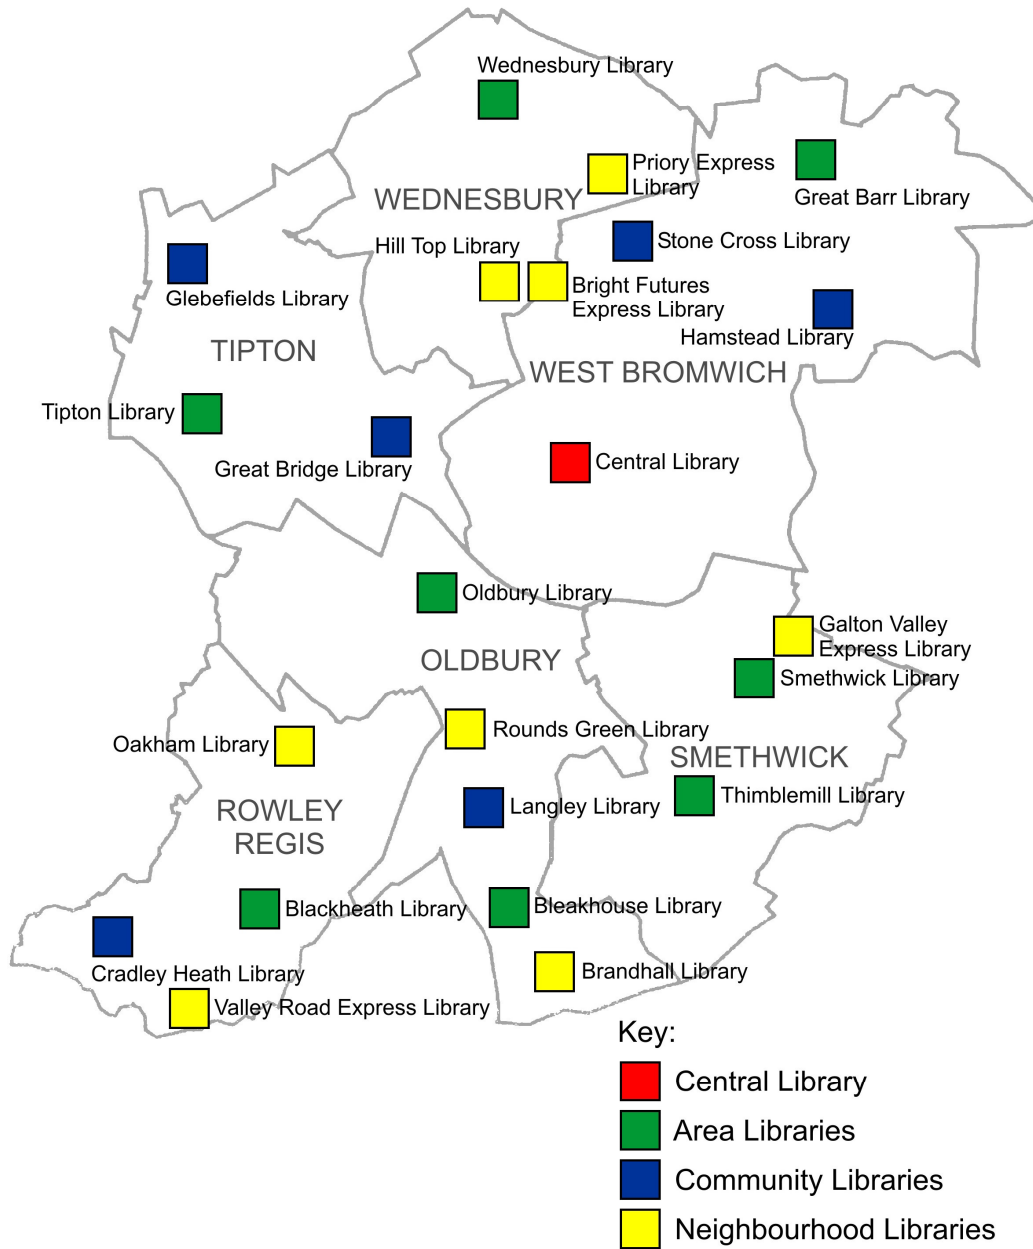 Wednesbury Library
Priory Express
Library
Great Barr Library
WEDNESBURY
Stone Cross Library
Hill Top Library
Bright Futures
Express Library
Glebefields Library
Hamstead Library
TIPTON
WEST BROMWICH
Tipton Library
Great Bridge Library
Central Library
Oldbury Library
Galton Valley
Express Library
OLDBURY
Smethwick Library
Oakham Library
Rounds Green Library
SMETHWICK
ROWLEY
REGIS
Langley Library
Thimblemill Library
Blackheath Library
Bleakhouse Library
Cradley Heath Library
Brandhall Library
Valley Road Express Library
Key:
Central Library
Area Libraries
Community Libraries
Neighbourhood Libraries